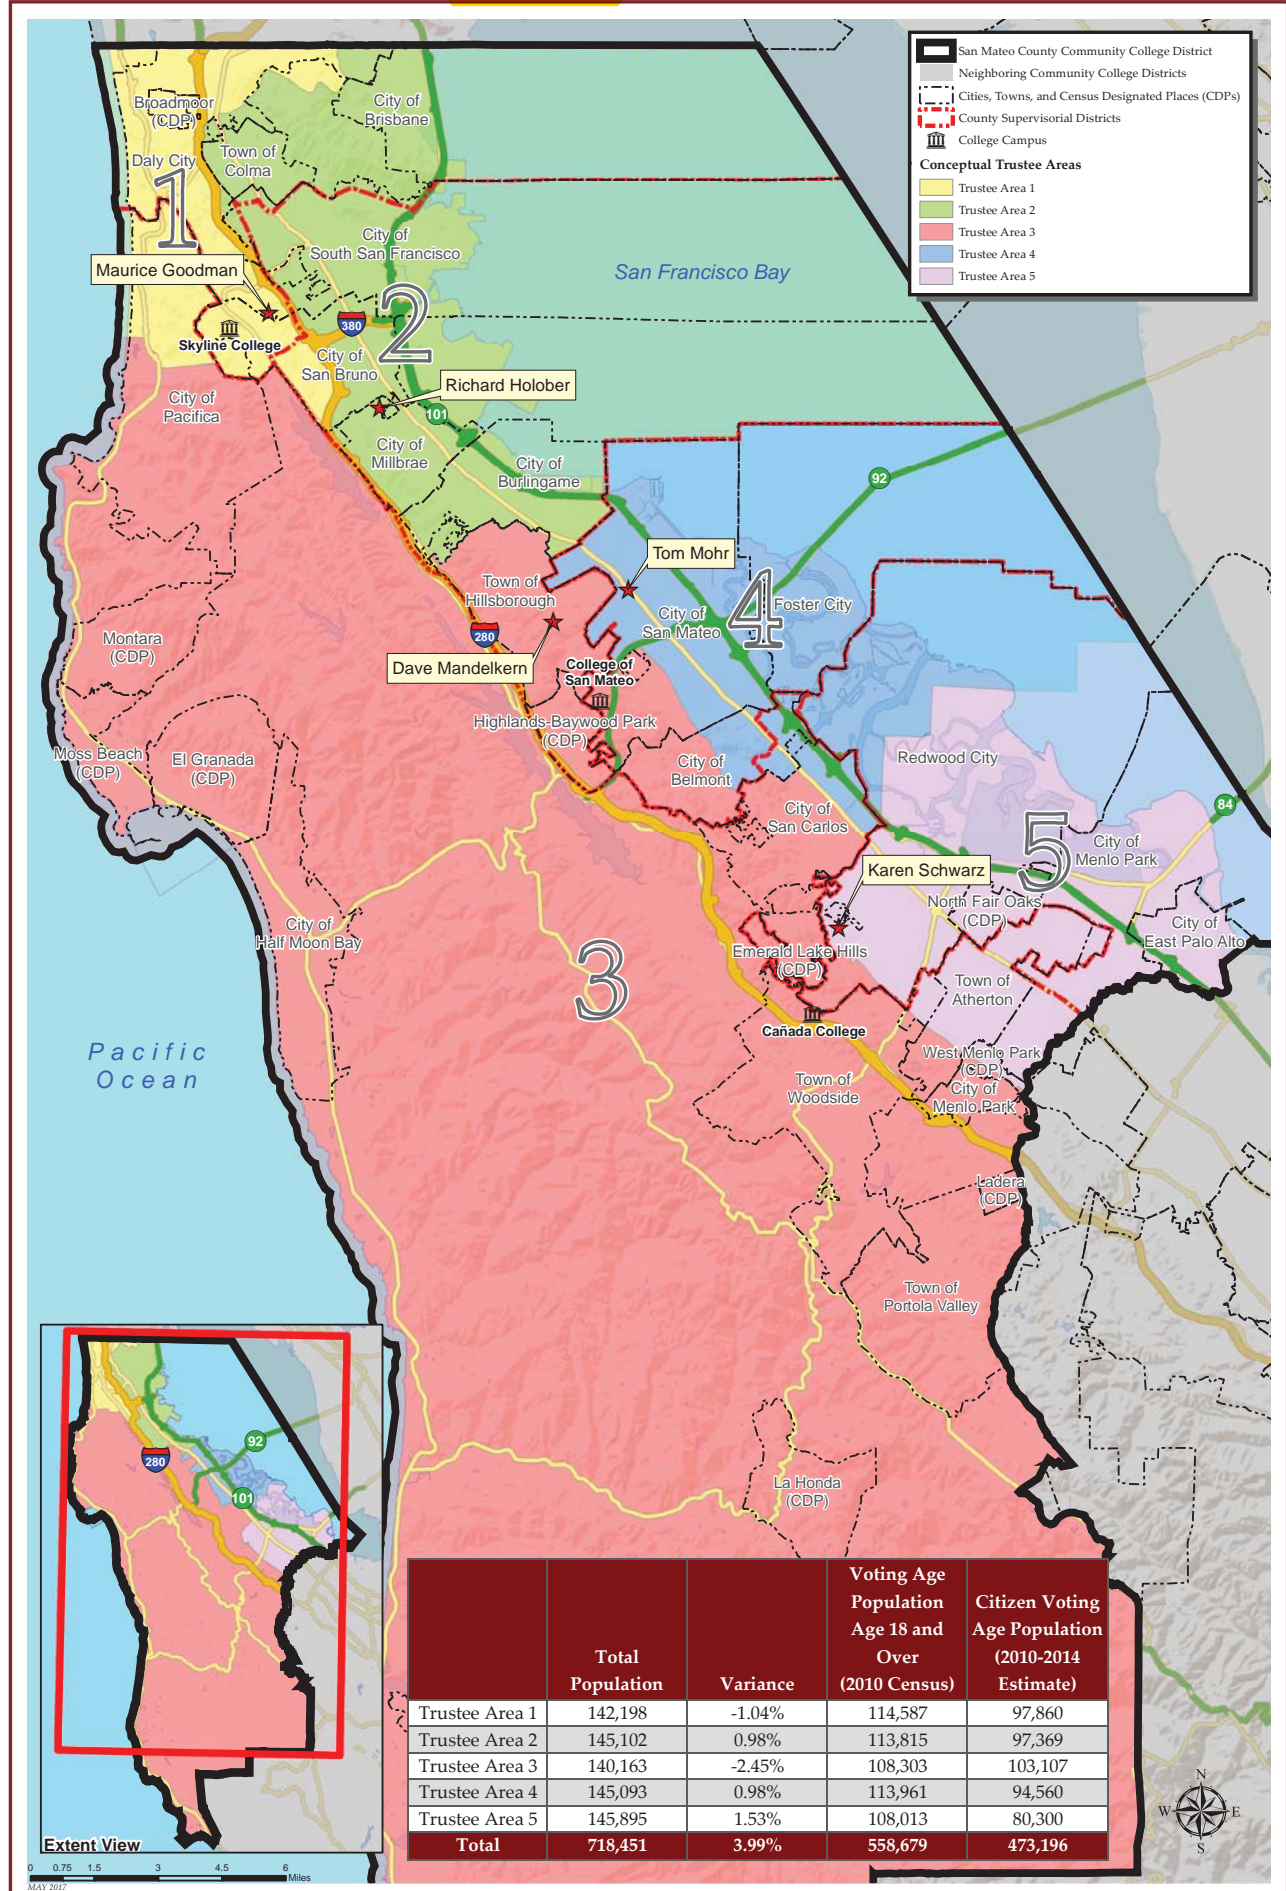 San Mateo County Community College District
Neighboring Community College Districts
Cities, Towns, and Census Designated Places (CDPs)
County Supervisorial Districts
College Campus
Conceptual Trustee Areas
Trustee Area 1
Trustee Area 2
Trustee Area 3
Trustee Area 4
Trustee Area 5
Broadmoor
(CDP)
City of
Brisbane
Daly City
Town of
Colma
1
City of
South San Francisco
Maurice Goodman
San Francisco Bay
380
2
Skyline College
City of
San Bruno
Richard Holober
City of
Pacifica
101
City of
Millbrae
City of
Burlingame
92
Tom Mohr
Town of
Hillsborough
4
Foster City
City of
San Mateo
280
Montara
(CDP)
Dave Mandelkern
College of
San Mateo
Highlands-Baywood Park
(CDP)
Moss Beach
(CDP)
El Granada
(CDP)
City of
Belmont
Redwood City
84
City of
San Carlos
5
City of
Menlo Park
Karen Schwarz
North Fair Oaks
(CDP)
City of
East Palo Alto
City of
Half Moon Bay
3
Emerald Lake Hills
(CDP)
Town of
Atherton
Cañada College
Pacific
Ocean
West Menlo Park
(CDP)
City of
Menlo Park
Town of
Woodside
Ladera
(CDP)
Town of
Portola Valley
La Honda
(CDP)
92
280
101
Extent View
0 0.75 1.5 3 4.5 6
Miles
MAY 2017
Total Population Variance Voting Age Population Age 18 and Over (2010 Census) Citizen Voting Age Population (2010-2014 Estimate)
Trustee Area 1 142,198 -1.04% 114,587 97,860
Trustee Area 2 145,102 0.98% 113,815 97,369
Trustee Area 3 140,163 -2.45% 108,303 103,107
Trustee Area 4 145,093 0.98% 113,961 94,560
Trustee Area 5 145,895 1.53% 108,013 80,300
Total 718,451 3.99% 558,679 473,196
N
W E
S